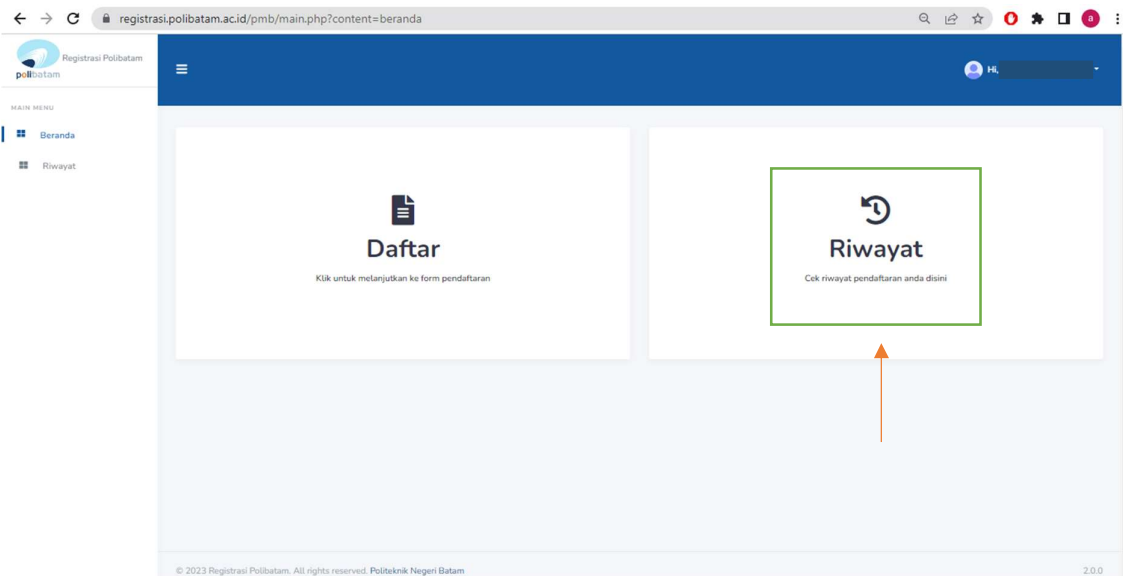 registrasi.polibatam.ac.id/pmb/main.php?content=beranda
a
Registrasi Polibatam
polibatam
Hi,
MAIN MENU
Beranda
Riwayat
Daftar
Klik untuk melanjutkan ke form pendaftaran
Riwayat
Cek riwayat pendaftaran anda disini
© 2023 Registrasi Polibatam. All rights reserved. Politeknik Negeri Batam
2.0.0